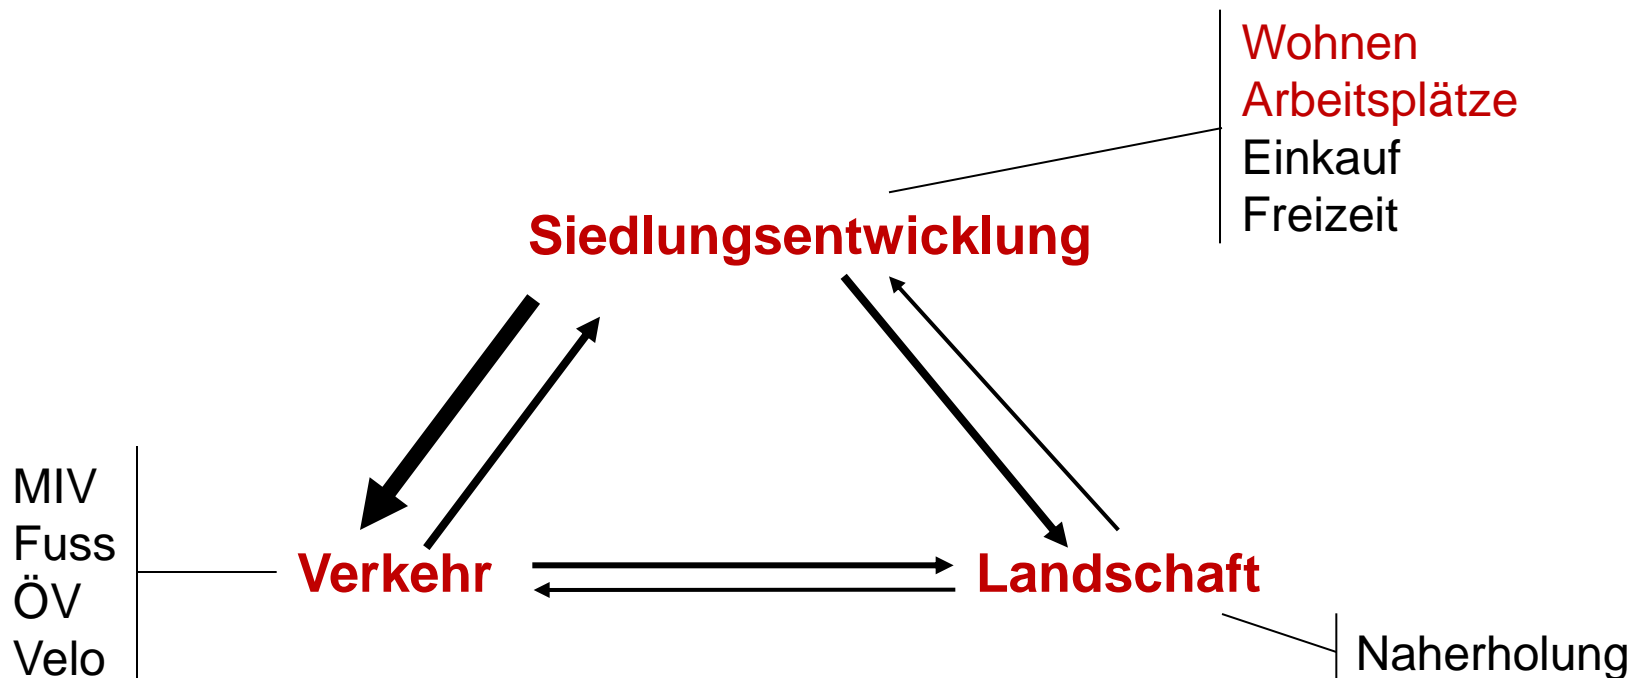 Wohnen
Arbeitsplätze
Einkauf
Freizeit
Siedlungsentwicklung
MIV
Fuss
ÖV
Velo
Verkehr
Landschaft
Naherholung